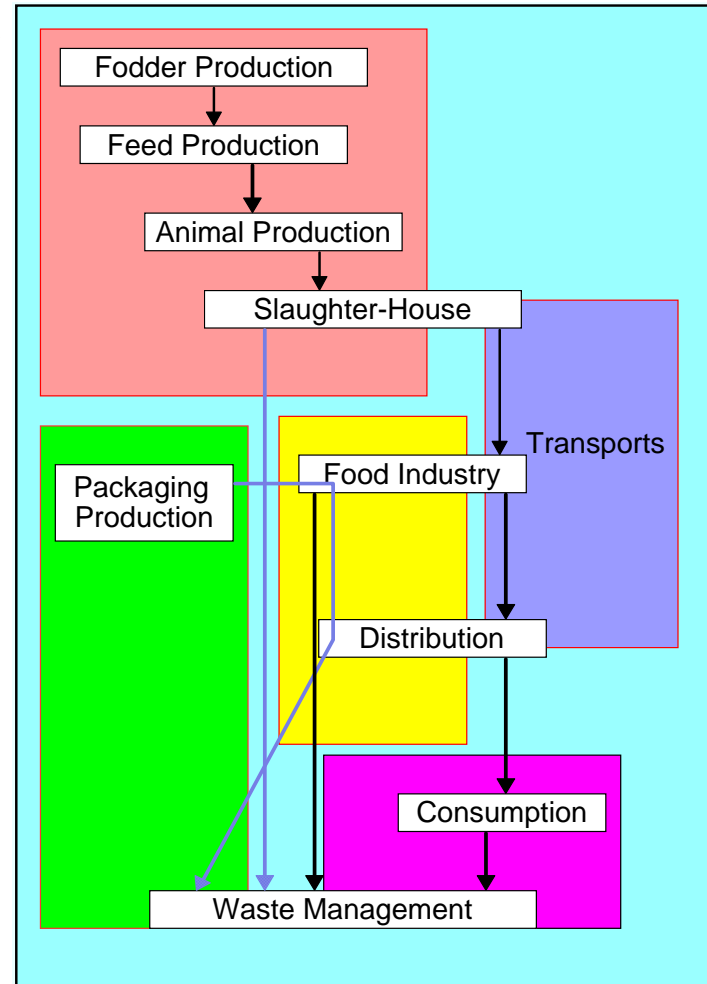 Fodder Production
Feed Production
Animal Production
Slaughter-House
Transports
Food Industry
Packaging
Production
Distribution
Consumption
Waste Management